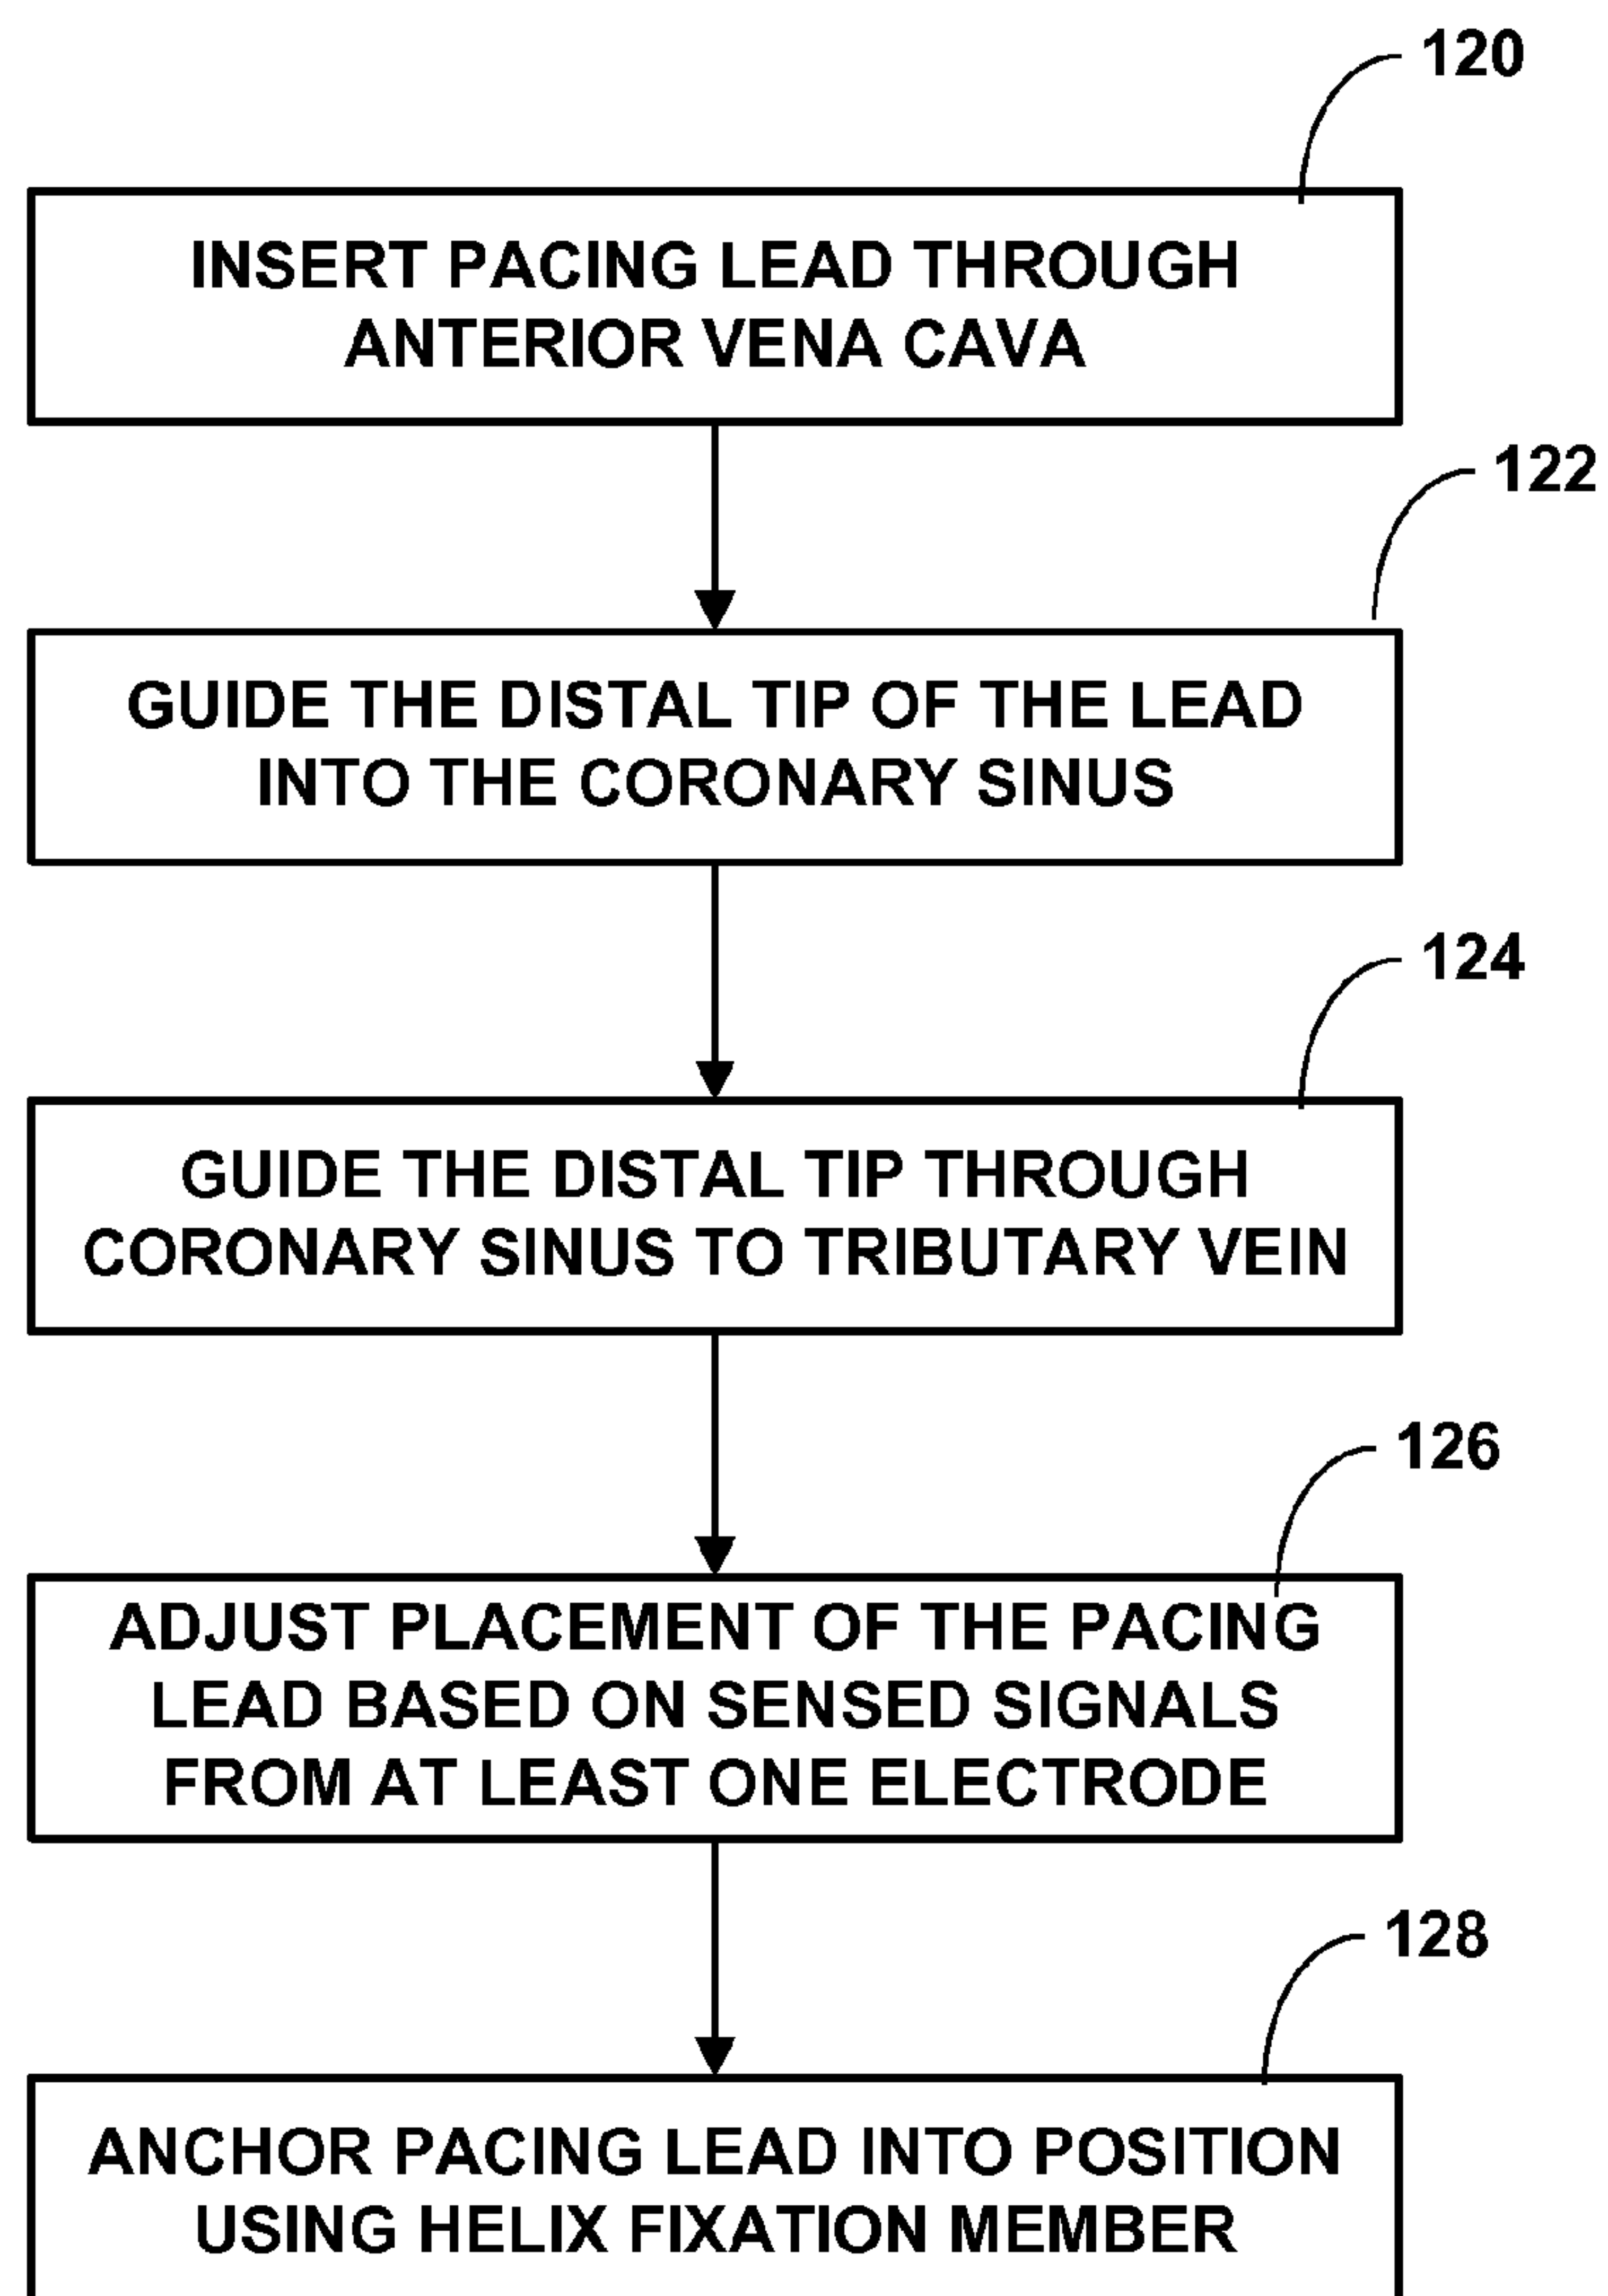 120
INSERT PACING LEAD THROUGH
ANTERIOR VENA CAVA
122
GUIDE THE DISTAL TIP OF THE LEAD
INTO THE CORONARY SINUS
124
GUIDE THE DISTAL TIP THROUGH
CORONARY SINUS TO TRIBUTARY VEIN
126
ADJUST PLACEMENT OF THE PACING
LEAD BASED ON SENSED SIGNALS
FROM AT LEAST ONE ELECTRODE
128
ANCHOR PACING LEAD INTO POSITION
USING HELIX FIXATION MEMBER